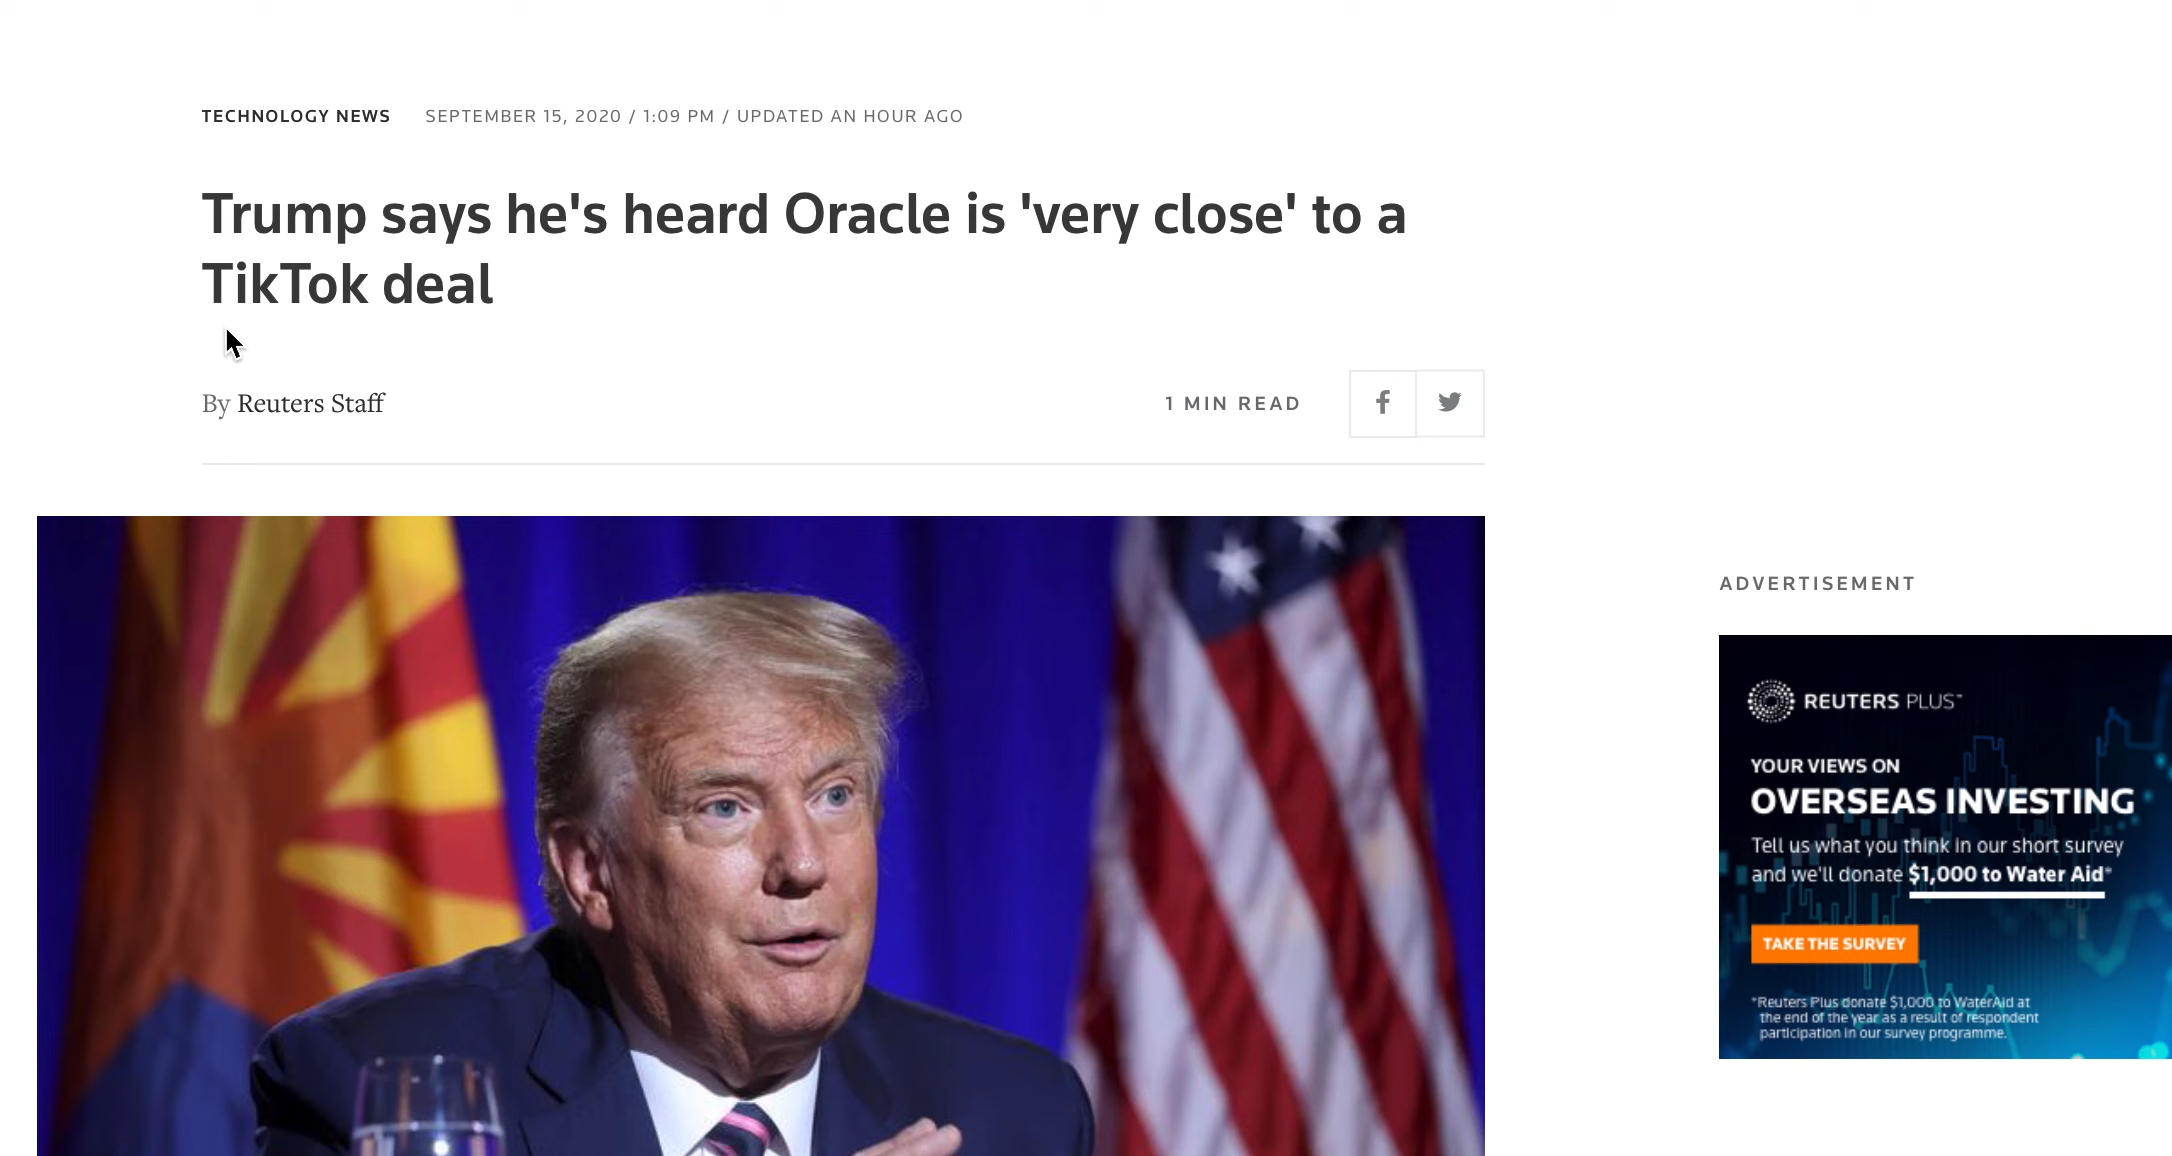 TECHNOLOGY NEWS SEPTEMBER 15, 2020 / 1:09 PM / UPDATED AN HOUR AGO
Trump says he's heard Oracle is 'very close' to a
TikTok deal
By Reuters Staff
1 MIN READ
ADVERTISEMENT
REUTERS PLUS™
YOUR VIEWS ON
OVERSEAS INVESTING
Tell us what you think in our short survey
and we'll donate $1,000 to Water Aid*
TAKE THE SURVEY
*Reuters Plus donate $1,000 to WaterAid at
the end of the year as a result of respondent
participation in our survey programme.